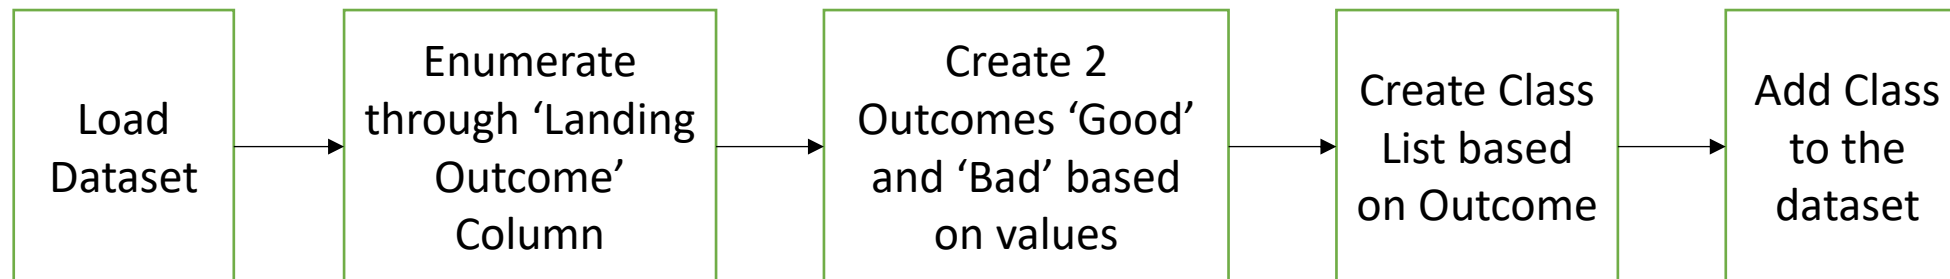 Load
Dataset
Enumerate
through ‘Landing
Outcome’
Column
Create 2
Outcomes ‘Good’
and ‘Bad’ based
on values
Create Class
List based
on Outcome
Add Class
to the
dataset